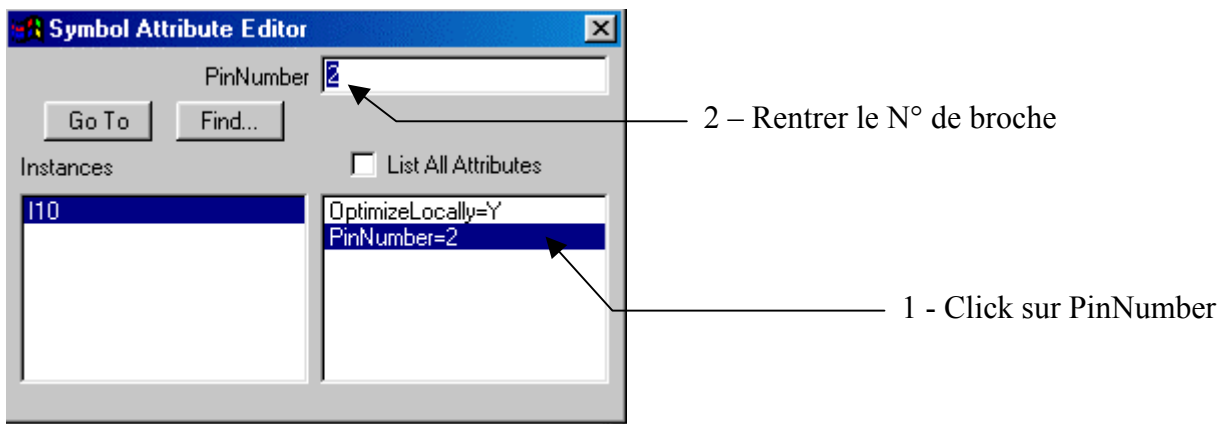 Symbol Attribute Editor
PinNumber 2
Go To Find...
2 – Rentrer le N° de broche
Instances
List All Attributes
I10
OptimizeLocally=Y
PinNumber=2
1 - Click sur PinNumber